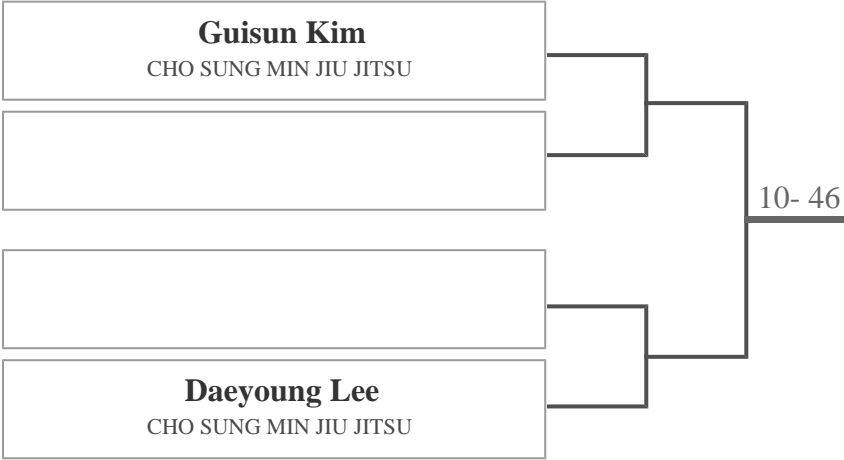 Guisun Kim
CHO SUNG MIN JIU JITSU
10- 46
Daeyoung Lee
CHO SUNG MIN JIU JITSU